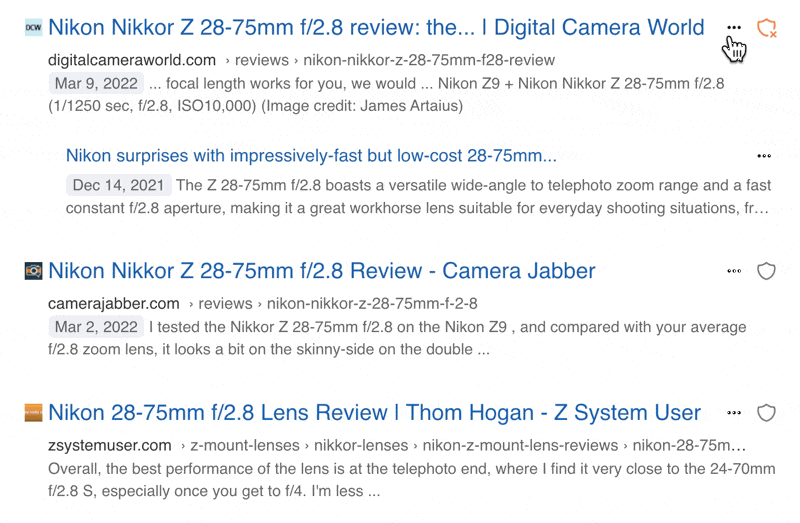 DCW Nikon Nikkor Z 28-75mm f/2.8 review: the... | Digital Camera World
digitalcameraworld.com › reviews › nikon-nikkor-z-28-75mm-f28-review
Mar 9, 2022 ... focal length works for you, we would ... Nikon Z9 + Nikon Nikkor Z 28-75mm f/2.8
(1/1250 sec, f/2.8, ISO10,000) (Image credit: James Artaius)
Nikon surprises with impressively-fast but low-cost 28-75mm...
Dec 14, 2021 The Z 28-75mm f/2.8 boasts a versatile wide-angle to telephoto zoom range and a fast
constant f/2.8 aperture, making it a great workhorse lens suitable for everyday shooting situations, fr…
Nikon Nikkor Z 28-75mm f/2.8 Review - Camera Jabber
camerajabber.com › reviews › nikon-nikkor-z-28-75mm-f-2-8
Mar 2, 2022 I tested the Nikkor Z 28-75mm f/2.8 on the Nikon Z9 , and compared with your average
f/2.8 zoom lens, it looks a bit on the skinny-side on the double ...
Nikon 28-75mm f/2.8 Lens Review | Thom Hogan - Z System User
zsystemuser.com › z-mount-lenses › nikkor-lenses › nikon-z-mount-lens-reviews › nikon-28-75m…
Overall, the best performance of the lens is at the telephoto end, where I find it very close to the 24-70mm
f/2.8 S, especially once you get to f/4. I'm less ...